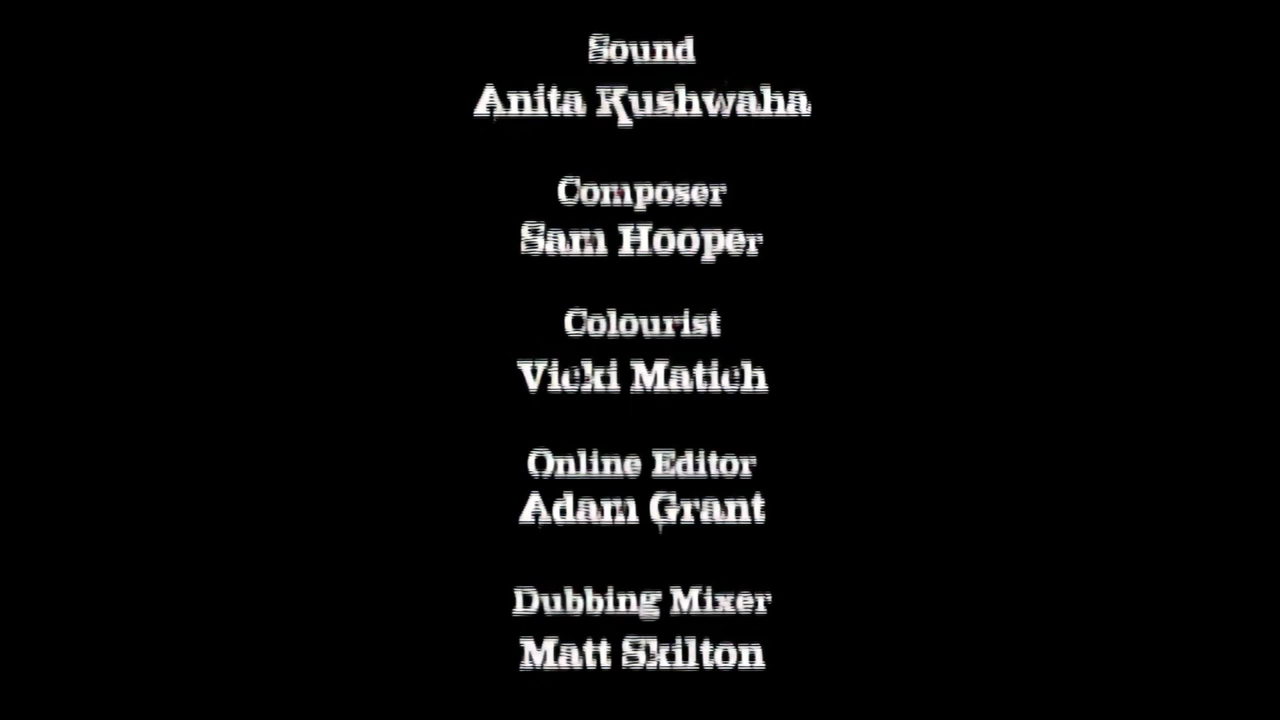 Sound
Anita Kushwaha
Composer
Sam Hooper
Colourist
Vicki Matich
Online Editor
Adam Grant
Dubbing Mixer
Matt Skilton